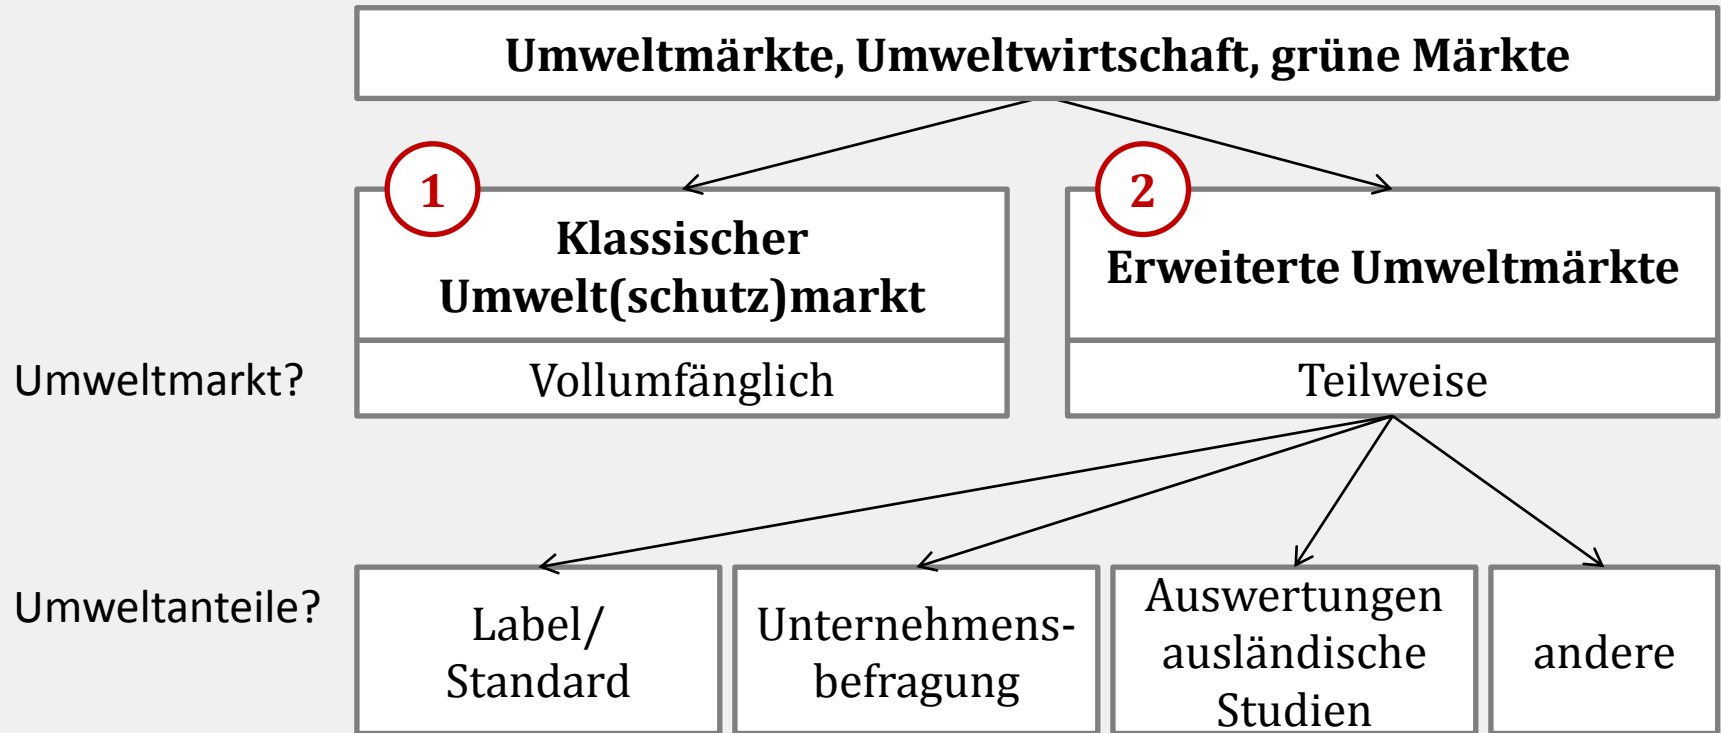 Umweltmärkte, Umweltwirtschaft, grüne Märkte
1
Klassischer
Umwelt(schutz)markt
2
Erweiterte Umweltmärkte
Umweltmarkt?
Vollumfänglich
Teilweise
Umweltanteile?
Label/
Standard
Unternehmens-
befragung
Auswertungen
ausländische
Studien
andere